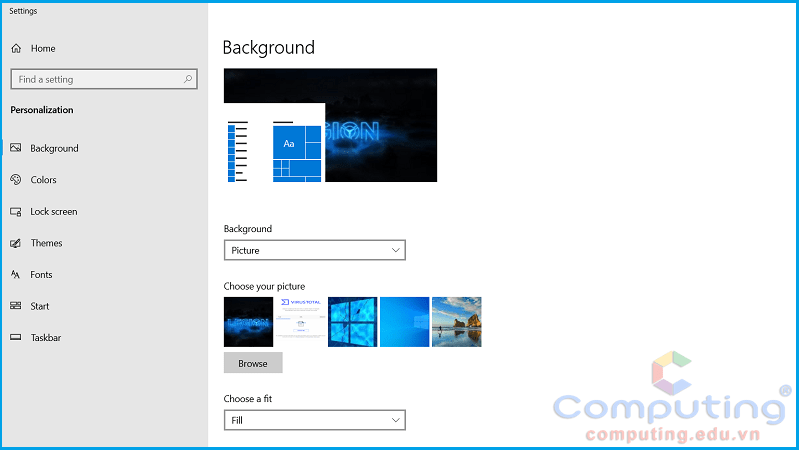 Settings
Home
Find a setting
Personalization
Background
Colors
Lock screen
Themes
Fonts
Start
Taskbar
Background
Aa
SION
Background
Picture
Choose your picture
VIRUSTOTAL
Browse
Choose a fit
Fill
Computing®
computing.edu.vn